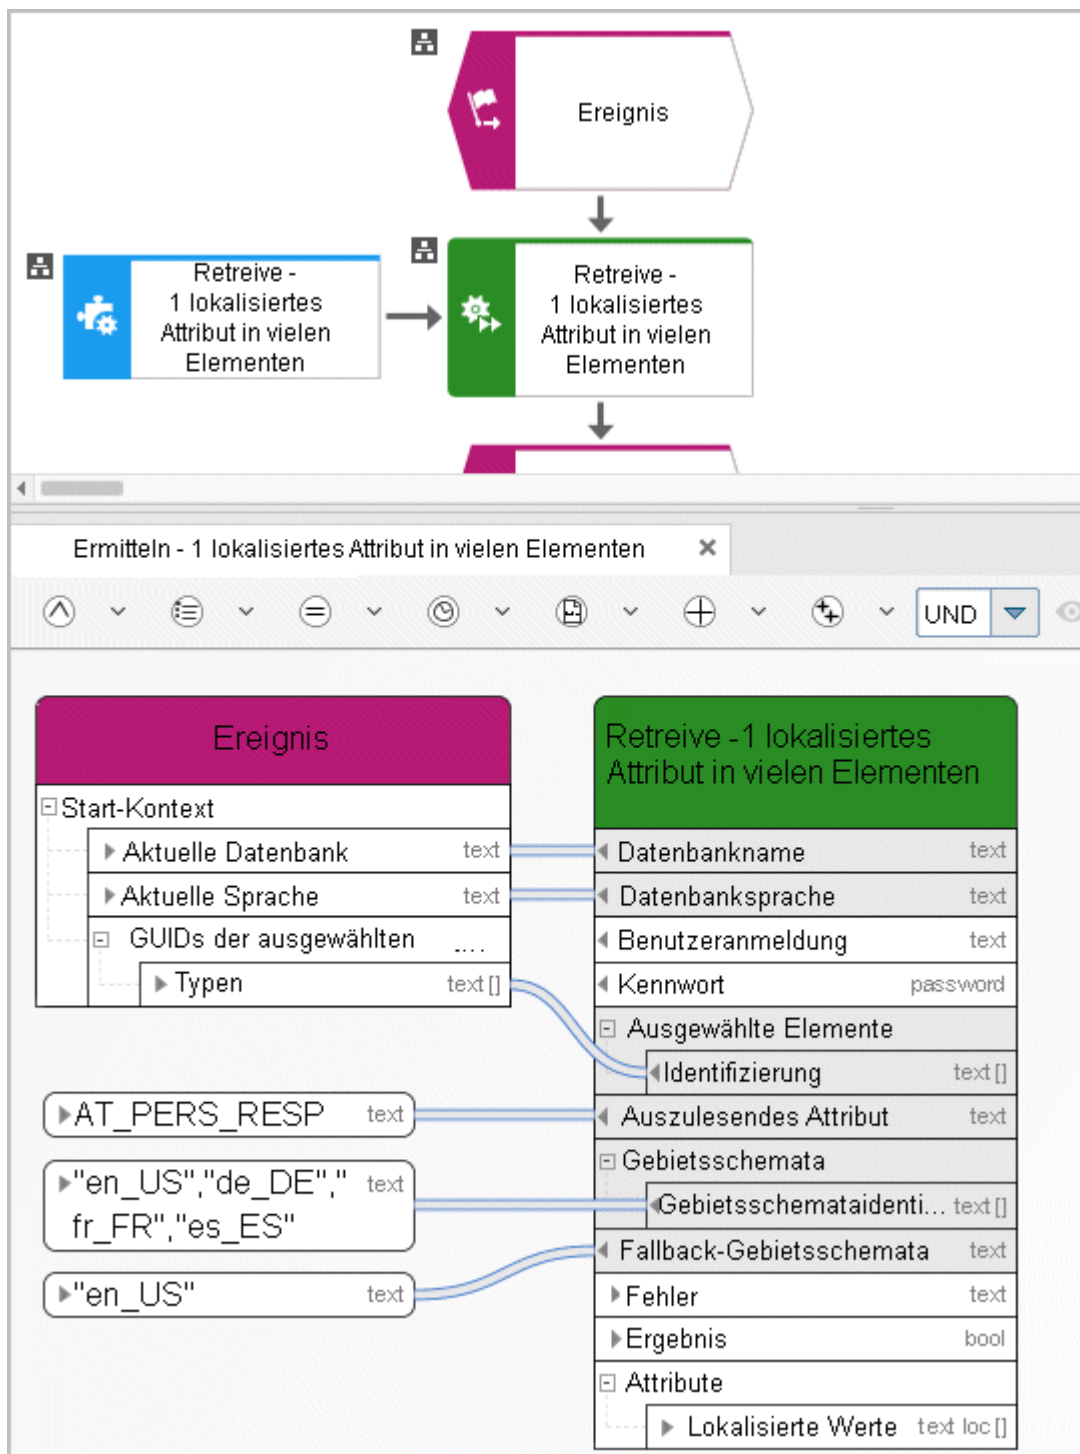 Ereignis
Retreive -
1 lokalisiertes
Attribut in vielen
Elementen
Retreive -
1 lokalisiertes
Attribut in vielen
Elementen
Ermitteln - 1 lokalisiertes Attribut in vielen Elementen
UND
Ereignis
Start-Kontext
Aktuelle Datenbank text
Aktuelle Sprache text
GUIDs der ausgewählten ....
Typen text []
AT_PERS_RESP text
"en_US","de_DE"," text
fr_FR","es_ES"
"en_US" text
Retreive -1 lokalisiertes
Attribut in vielen Elementen
Datenbankname text
Datenbanksprache text
Benutzeranmeldung text
Kennwort password
Ausgewählte Elemente
Identifizierung text []
Auszulesendes Attribut text
Gebietsschemata
Gebietsschemataidenti... text []
Fallback-Gebietsschemata text
Fehler text
Ergebnis bool
Attribute
Lokalisierte Werte text loc []